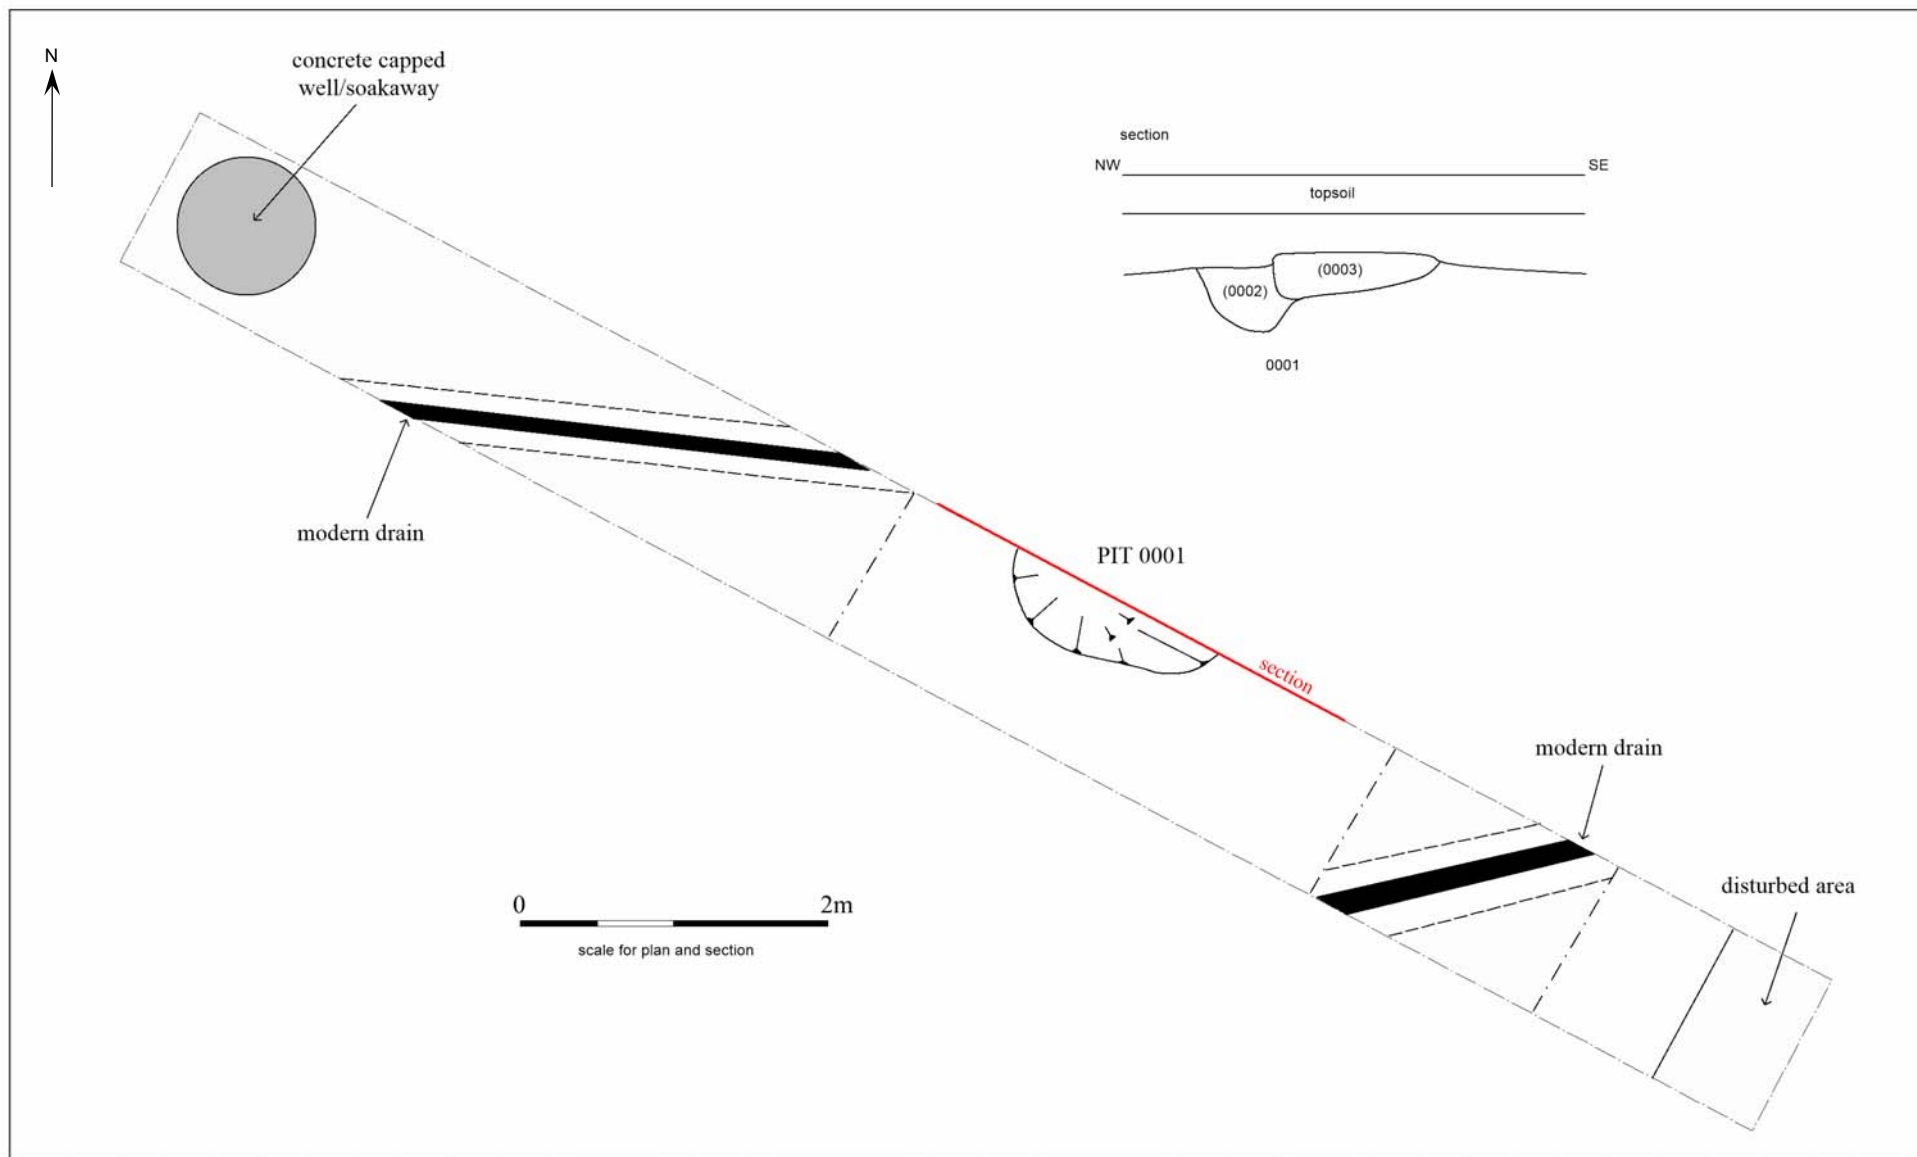 N
concrete capped
well/soakaway
section
NW
SE
topsoil
(0003)
(0002)
0001
modern drain
PIT 0001
section
modern drain
disturbed area
0
2m
scale for plan and section